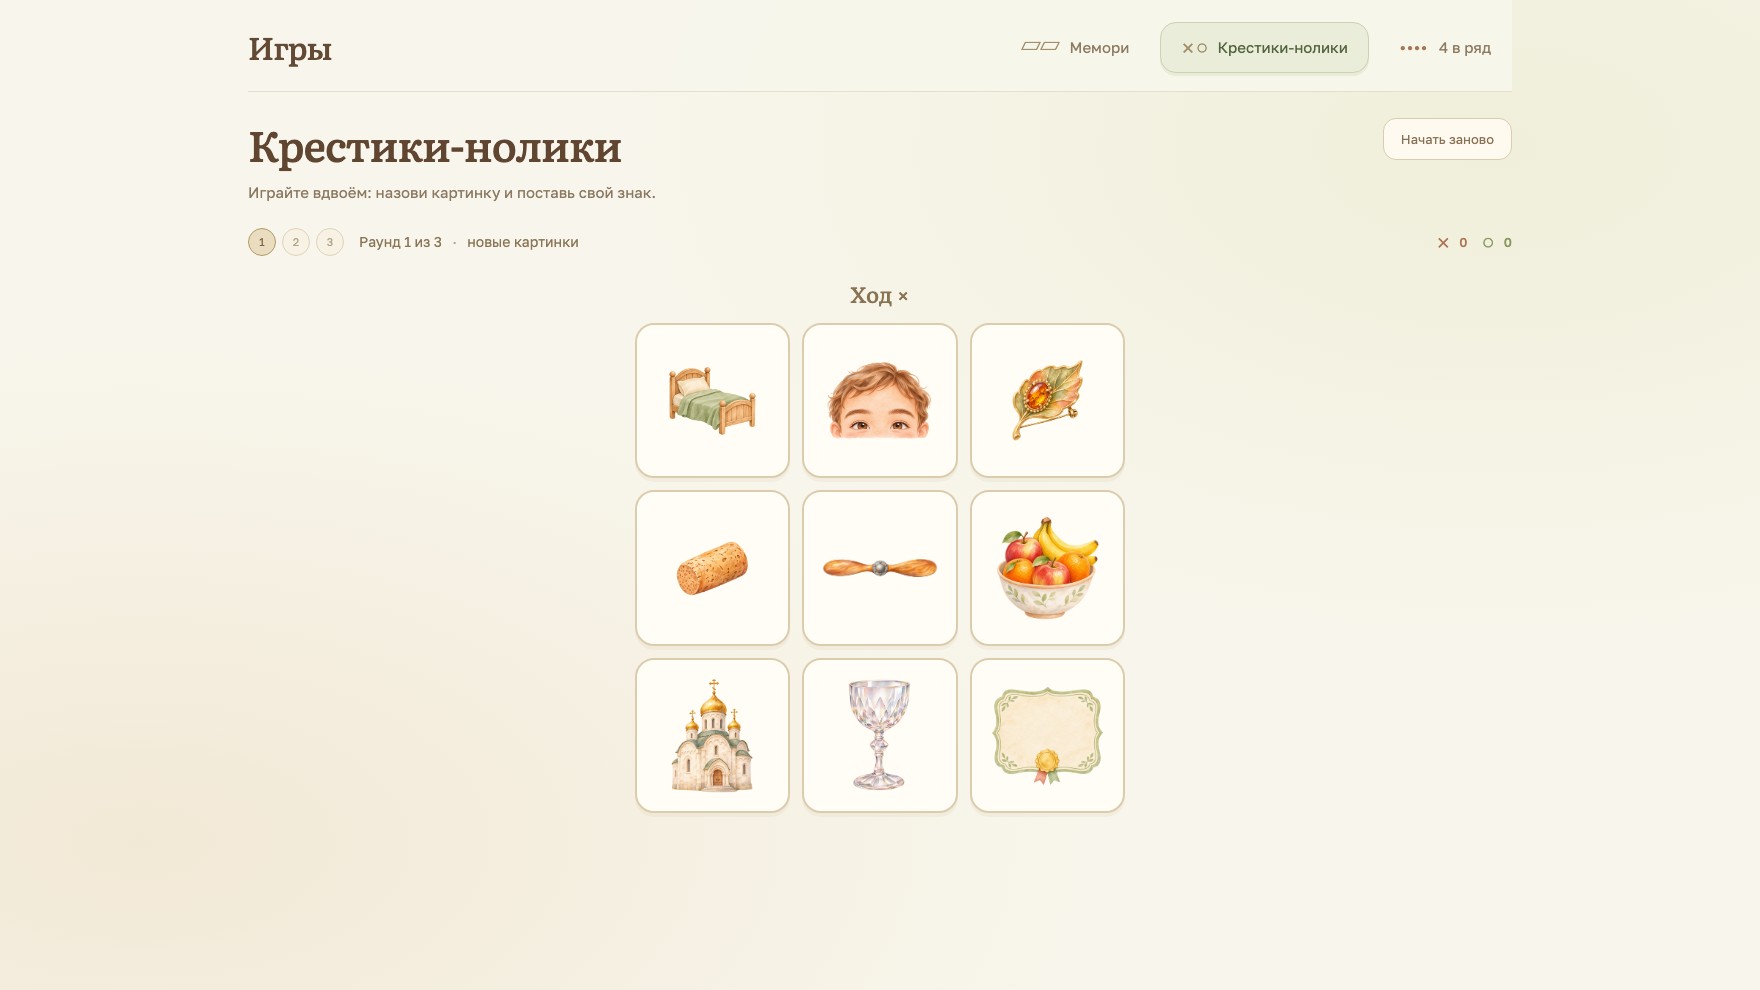 Игры
Мемори
Крестики-нолики
4 в ряд
Крестики-нолики
Начать заново
Играйте вдвоём: назови картинку и поставь свой знак.
1 2 3 Раунд 1 из 3 · новые картинки
× 0 ○ 0
Ход ×